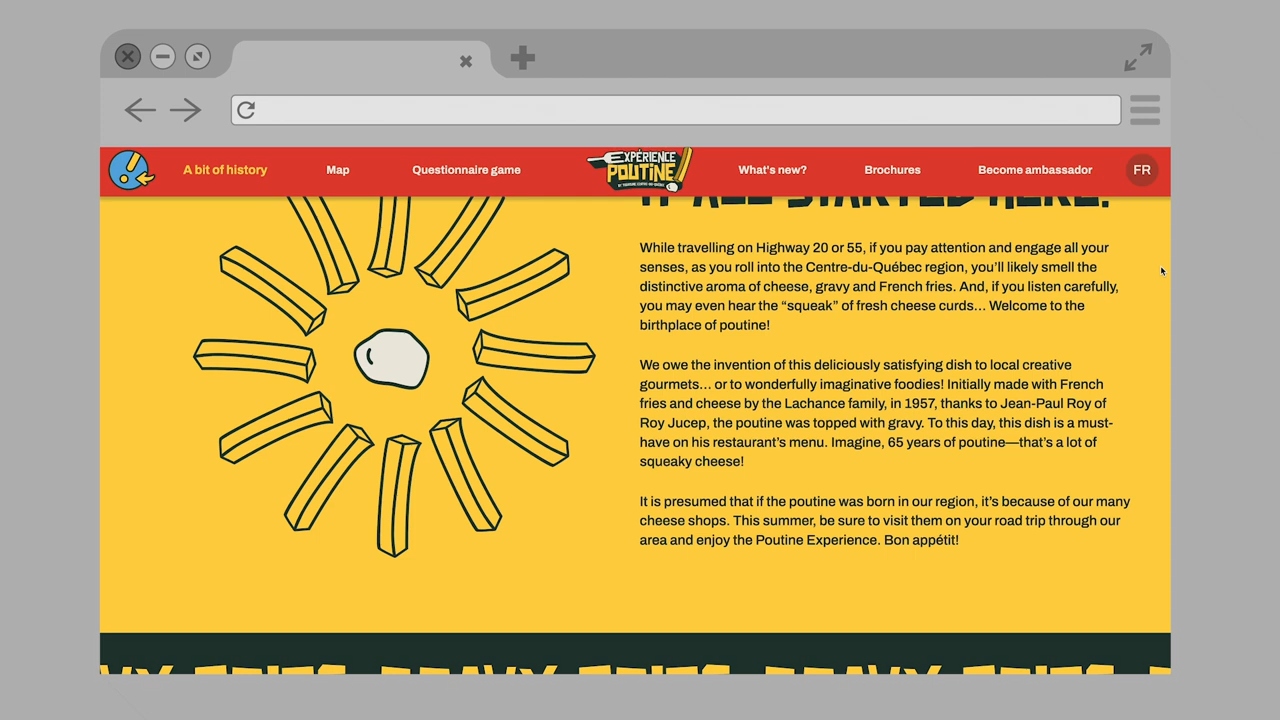 A bit of history
Map
Questionnaire game
EXPÉRIENCE
POUTINE
What's new?
Brochures
Become ambassador
FR
IT ALL STARTED HERE!
While travelling on Highway 20 or 55, if you pay attention and engage all your
senses, as you roll into the Centre-du-Québec region, you’ll likely smell the
distinctive aroma of cheese, gravy and French fries. And, if you listen carefully,
you may even hear the “squeak” of fresh cheese curds… Welcome to the
birthplace of poutine!
We owe the invention of this deliciously satisfying dish to local creative
gourmets… or to wonderfully imaginative foodies! Initially made with French
fries and cheese by the Lachance family, in 1957, thanks to Jean-Paul Roy of
Roy Jucep, the poutine was topped with gravy. To this day, this dish is a must-
have on his restaurant’s menu. Imagine, 65 years of poutine—that’s a lot of
squeaky cheese!
It is presumed that if the poutine was born in our region, it’s because of our many
cheese shops. This summer, be sure to visit them on your road trip through our
area and enjoy the Poutine Experience. Bon appétit!